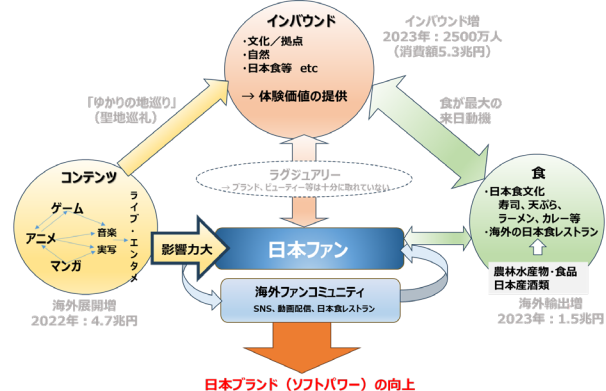 インバウンド
・文化／拠点
・自然
・日本食等 etc
→ 体験価値の提供
インバウンド増
2023年：2500万人
（消費額5.3兆円）
「ゆかりの地巡り」
（聖地巡礼）
食が最大の
来日動機
ラグジュアリー
→ ブランド、ビューティー等は十分に取れていない
コンテンツ
ゲーム
アニメ
マンガ
音楽
実写
ライブ・エンタメ
影響力大
日本ファン
食
・日本食文化
寿司、天ぷら、
ラーメン、カレー等
・海外の日本食レストラン
農林水産物・食品
日本産酒類
海外展開増
2022年：4.7兆円
海外ファンコミュニティ
SNS、動画配信、日本食レストラン
海外輸出増
2023年：1.5兆円
日本ブランド（ソフトパワー）の向上